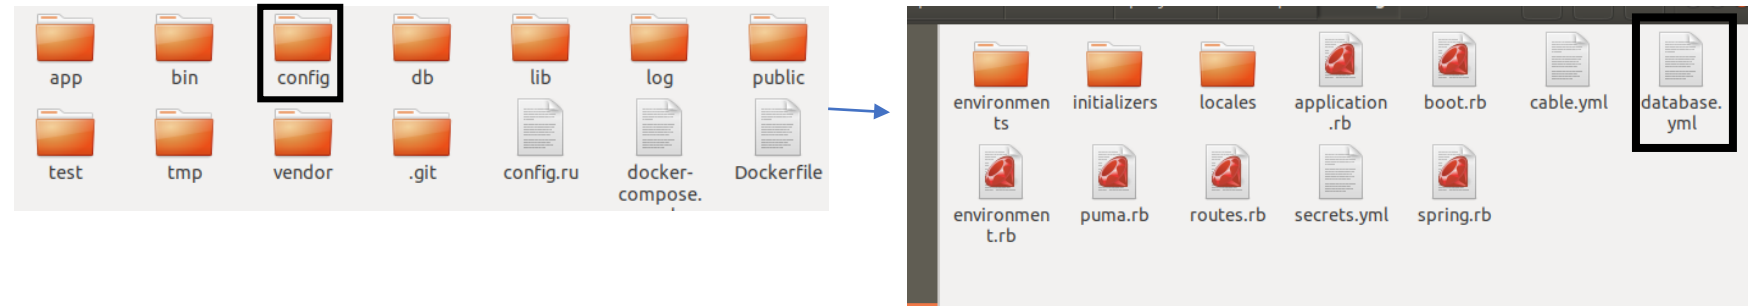 app bin config db lib log public
test tmp vendor .git config.ru docker-
compose.
Dockerfile
environmen
ts
initializers locales application
.rb
boot.rb cable.yml database.
yml
environmen
t.rb
puma.rb routes.rb secrets.yml spring.rb